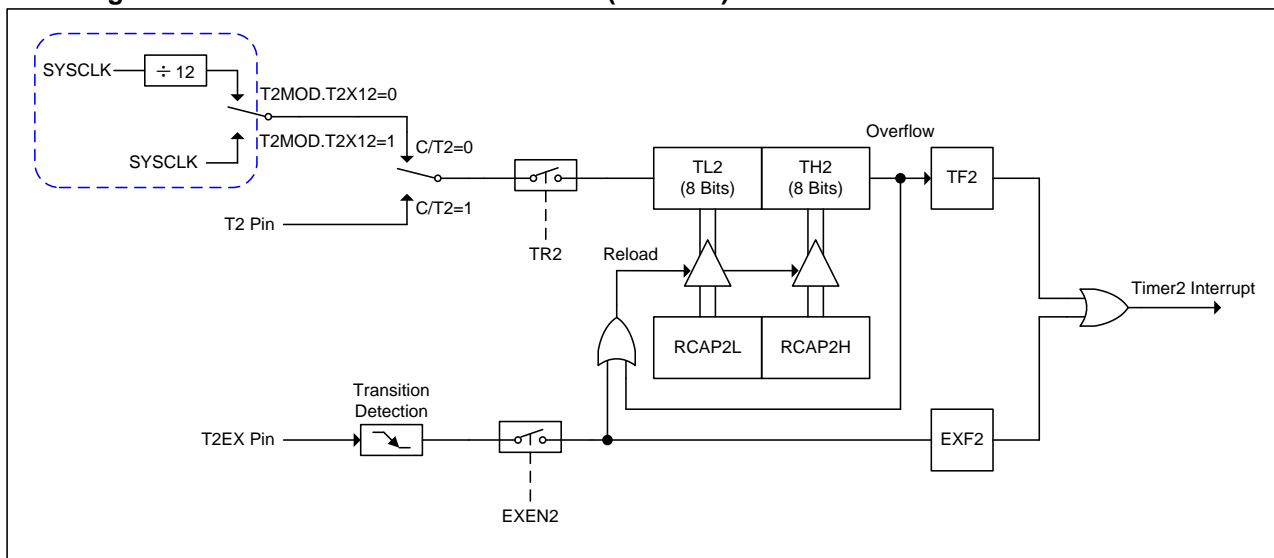 SYSCLK
÷ 12
T2MOD.T2X12=0
T2MOD.T2X12=1
SYSCLK
C/T2=0
C/T2=1
T2 Pin
TR2
TL2
(8 Bits)
TH2
(8 Bits)
Overflow
TF2
Reload
RCAP2L
RCAP2H
Timer2 Interrupt
Transition
Detection
T2EX Pin
EXEN2
EXF2